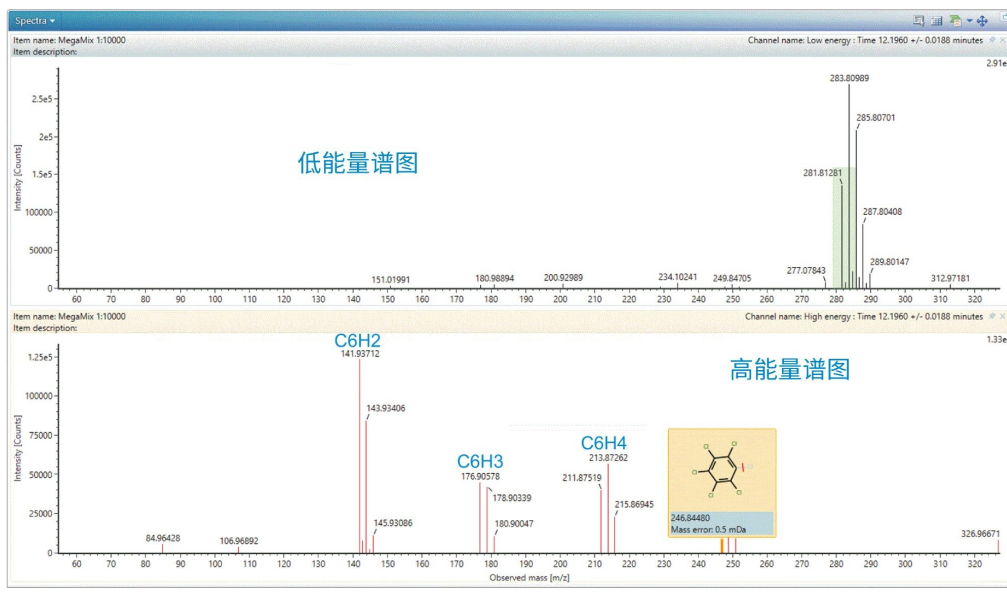 Spectra
Item name: MegaMix 1:10000
Channel name: Low energy : Time 12.1960 +/- 0.0188 minutes
Item description:
2.91e
283.80989
2.5e5
285.80701
2e5
低能量谱图
281.81281
1.5e5
Intensity [Counts]
287.80408
100000
50000
277.07843
289.80147
151.01991
180.98894
200.92989
234.10241
249.84705
312.97181
0
60 70 80 90 100 110 120 130 140 150 160 170 180 190 200 210 220 230 240 250 260 270 280 290 300 310 320
Item name: MegaMix 1:10000
Channel name: High energy : Time 12.1960 +/- 0.0188 minutes
Item description:
1.33e
C6H2
141.93712
1.25e5
高能量谱图
100000
143.93406
C6H4
213.87262
75000
Intensity [Counts]
C6H3
176.90578
211.87519
178.90339
50000
215.86945
246.84480
Mass error: 0.5 mDa
25000
145.93086
180.90047
84.96428
106.96892
326.96671
0
60 70 80 90 100 110 120 130 140 150 160 170 180 190 200 210 220 230 240 250 260 270 280 290 300 310 320
Observed mass [m/z]